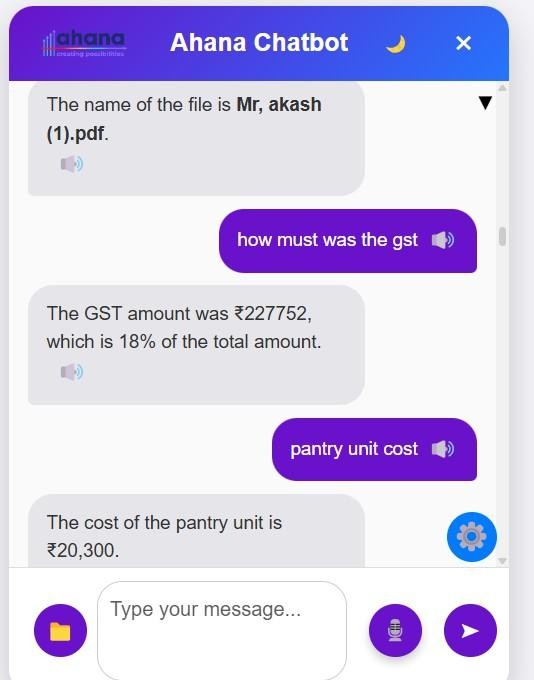 ahana
creating possibilities
Ahana Chatbot
The name of the file is Mr, akash
(1).pdf.
how must was the gst
The GST amount was ₹227752,
which is 18% of the total amount.
pantry unit cost
The cost of the pantry unit is
₹20,300.
Type your message...